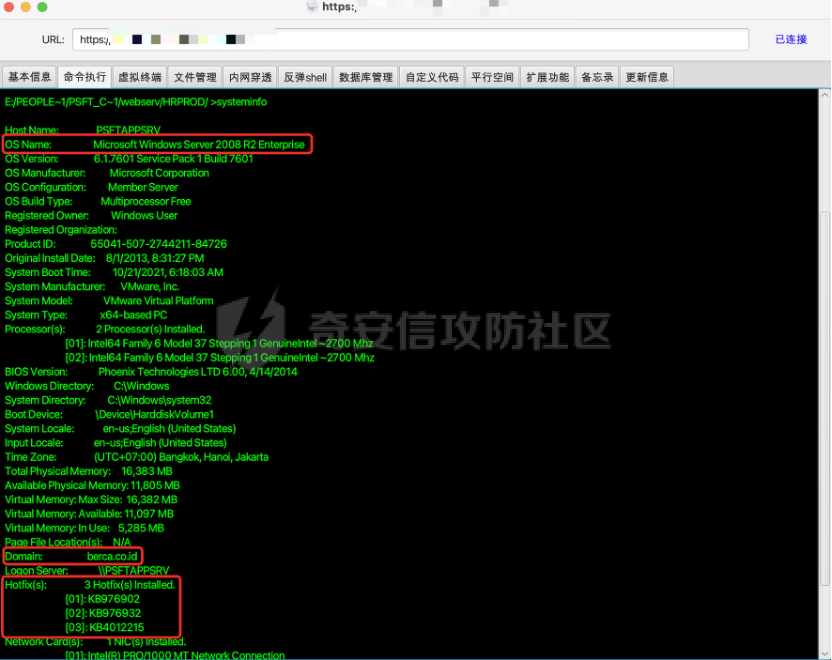 https:
URL: https:/ 已连接
基本信息 命令执行 虚拟终端 文件管理 内网穿透 反弹shell 数据库管理 自定义代码 平行空间 扩展功能 备忘录 更新信息
E:/PEOPLE~1/PSFT_C~1/webserv/HRPROD/ >systeminfo
Host Name: PSFTAPPSRV
OS Name: Microsoft Windows Server 2008 R2 Enterprise
OS Version: 6.1.7601 Service Pack 1 Build 7601
OS Manufacturer: Microsoft Corporation
OS Configuration: Member Server
OS Build Type: Multiprocessor Free
Registered Owner: Windows User
Registered Organization:
Product ID: 55041-507-2744211-84726
Original Install Date: 8/1/2013, 8:31:27 PM
System Boot Time: 10/21/2021, 6:18:03 AM
System Manufacturer: VMware, Inc.
System Model: VMware Virtual Platform
System Type: x64-based PC
Processor(s): 2 Processor(s) Installed.
[01]: Intel64 Family 6 Model 37 Stepping 1 GenuineIntel ~2700 Mhz
[02]: Intel64 Family 6 Model 37 Stepping 1 GenuineIntel ~2700 Mhz
BIOS Version: Phoenix Technologies LTD 6.00, 4/14/2014
Windows Directory: C:\Windows
System Directory: C:\Windows\system32
Boot Device: \Device\HarddiskVolume1
System Locale: en-us;English (United States)
Input Locale: en-us;English (United States)
Time Zone: (UTC+07:00) Bangkok, Hanoi, Jakarta
Total Physical Memory: 16,383 MB
Available Physical Memory: 11,805 MB
Virtual Memory: Max Size: 16,382 MB
Virtual Memory: Available: 11,097 MB
Virtual Memory: In Use: 5,285 MB
Page File Location(s): N/A
Domain: berca.co.id
Logon Server: \\PSFTAPPSRV
Hotfix(s): 3 Hotfix(s) Installed.
[01]: KB976902
[02]: KB976932
[03]: KB4012215
Network Card(s): 1 NIC(s) Installed.
[01]: Intel(R) PRO/1000 MT Network Connection
奇安信攻防社区